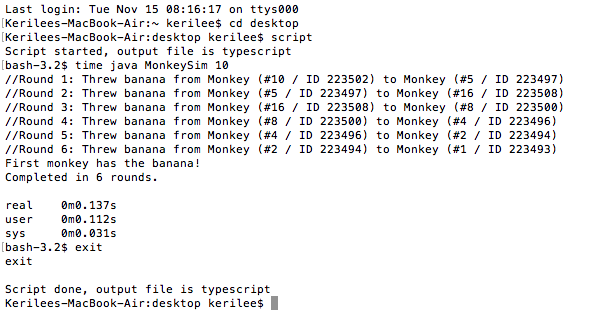 Last login: Tue Nov 15 08:16:17 on ttys000
[Kerilees-MacBook-Air:~ kerilee$ cd desktop
[Kerilees-MacBook-Air:desktop kerilee$ script
Script started, output file is typescript
[bash-3.2$ time java MonkeySim 10
//Round 1: Threw banana from Monkey (#10 / ID 223502) to Monkey (#5 / ID 223497)
//Round 2: Threw banana from Monkey (#5 / ID 223497) to Monkey (#16 / ID 223508)
//Round 3: Threw banana from Monkey (#16 / ID 223508) to Monkey (#8 / ID 223500)
//Round 4: Threw banana from Monkey (#8 / ID 223500) to Monkey (#4 / ID 223496)
//Round 5: Threw banana from Monkey (#4 / ID 223496) to Monkey (#2 / ID 223494)
//Round 6: Threw banana from Monkey (#2 / ID 223494) to Monkey (#1 / ID 223493)
First monkey has the banana!
Completed in 6 rounds.

real 0m0.137s
user 0m0.112s
sys 0m0.031s
[bash-3.2$ exit
exit

Script done, output file is typescript
Kerilees-MacBook-Air:desktop kerilee$